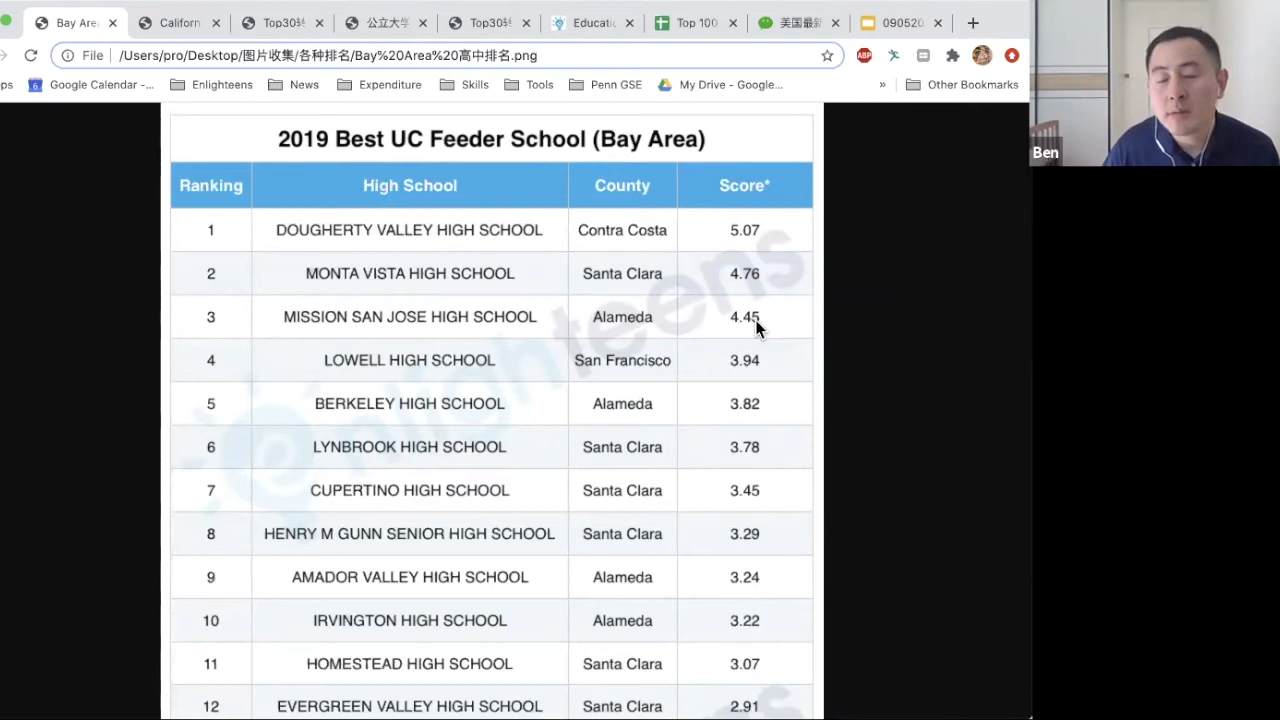 Bay Area
Californ
Top30
公立大学
Top30
Educatio
Top 100
美国最新
090520
File
/Users/pro/Desktop/图片收集/各种排名/Bay%20Area%20高中排名.png
ABP
ps
6
Google Calendar -...
Enlighteens
News
Expenditure
Skills
Tools
Penn GSE
My Drive - Google...
»
Other Bookmarks
Ben
2019 Best UC Feeder School (Bay Area)
Ranking High School County Score*
1 DOUGHERTY VALLEY HIGH SCHOOL Contra Costa 5.07
2 MONTA VISTA HIGH SCHOOL Santa Clara 4.76
3 MISSION SAN JOSE HIGH SCHOOL Alameda 4.45
4 LOWELL HIGH SCHOOL San Francisco 3.94
5 BERKELEY HIGH SCHOOL Alameda 3.82
6 LYNBROOK HIGH SCHOOL Santa Clara 3.78
7 CUPERTINO HIGH SCHOOL Santa Clara 3.45
8 HENRY M GUNN SENIOR HIGH SCHOOL Santa Clara 3.29
9 AMADOR VALLEY HIGH SCHOOL Alameda 3.24
10 IRVINGTON HIGH SCHOOL Alameda 3.22
11 HOMESTEAD HIGH SCHOOL Santa Clara 3.07
12 EVERGREEN VALLEY HIGH SCHOOL Santa Clara 2.91
enlighteens